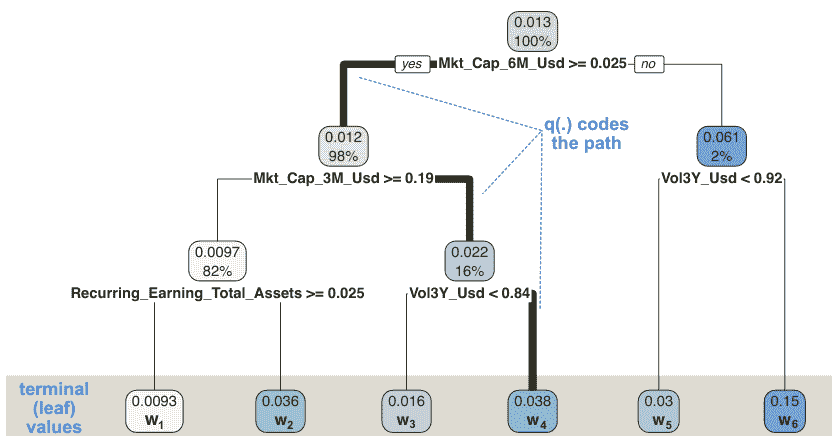 0.013
100%
yes Mkt_Cap_6M_Usd >= 0.025 no
q(.) codes
the path
0.012
98%
0.061
2%
Mkt_Cap_3M_Usd >= 0.19
Vol3Y_Usd < 0.92
0.0097
82%
0.022
16%
Recurring_Earning_Total_Assets >= 0.025
Vol3Y_Usd < 0.84
terminal
(leaf)
values
0.0093
w1
0.036
w2
0.016
w3
0.038
w4
0.03
w5
0.15
w6